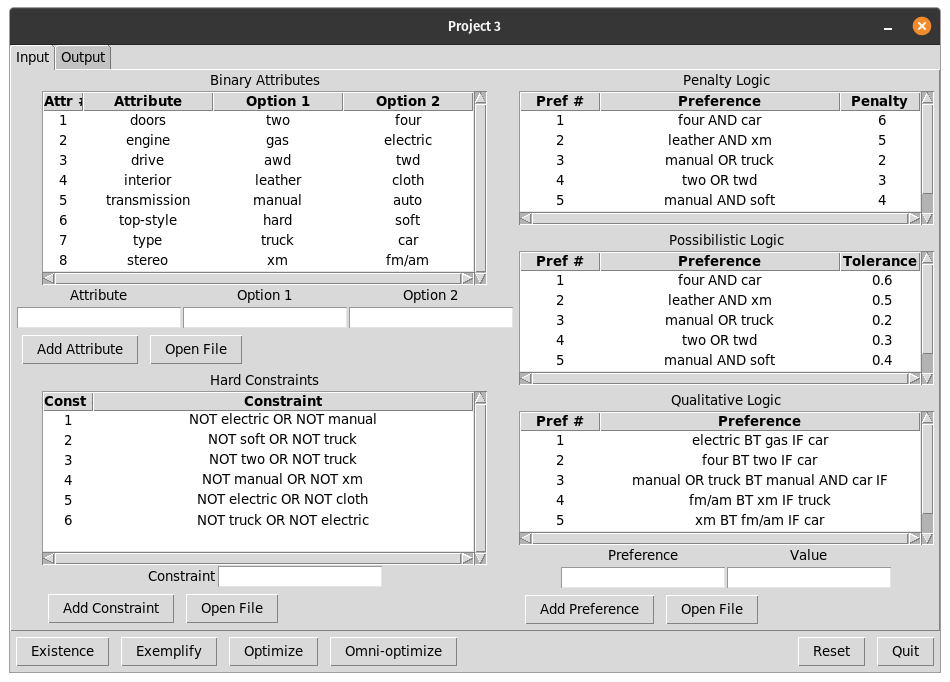 Project 3
Input Output
Binary Attributes
Attr # Attribute Option 1 Option 2
1 doors two four
2 engine gas electric
3 drive awd twd
4 interior leather cloth
5 transmission manual auto
6 top-style hard soft
7 type truck car
8 stereo xm fm/am
Attribute Option 1 Option 2
Add Attribute Open File
Hard Constraints
Const Constraint
1 NOT electric OR NOT manual
2 NOT soft OR NOT truck
3 NOT two OR NOT truck
4 NOT manual OR NOT xm
5 NOT electric OR NOT cloth
6 NOT truck OR NOT electric
Constraint
Add Constraint Open File
Penalty Logic
Pref # Preference Penalty
1 four AND car 6
2 leather AND xm 5
3 manual OR truck 2
4 two OR twd 3
5 manual AND soft 4
Possibilistic Logic
Pref # Preference Tolerance
1 four AND car 0.6
2 leather AND xm 0.5
3 manual OR truck 0.2
4 two OR twd 0.3
5 manual AND soft 0.4
Qualitative Logic
Pref # Preference
1 electric BT gas IF car
2 four BT two IF car
3 manual OR truck BT manual AND car IF
4 fm/am BT xm IF truck
5 xm BT fm/am IF car
Preference Value
Add Preference Open File
Existence Exemplify Optimize Omni-optimize Reset Quit